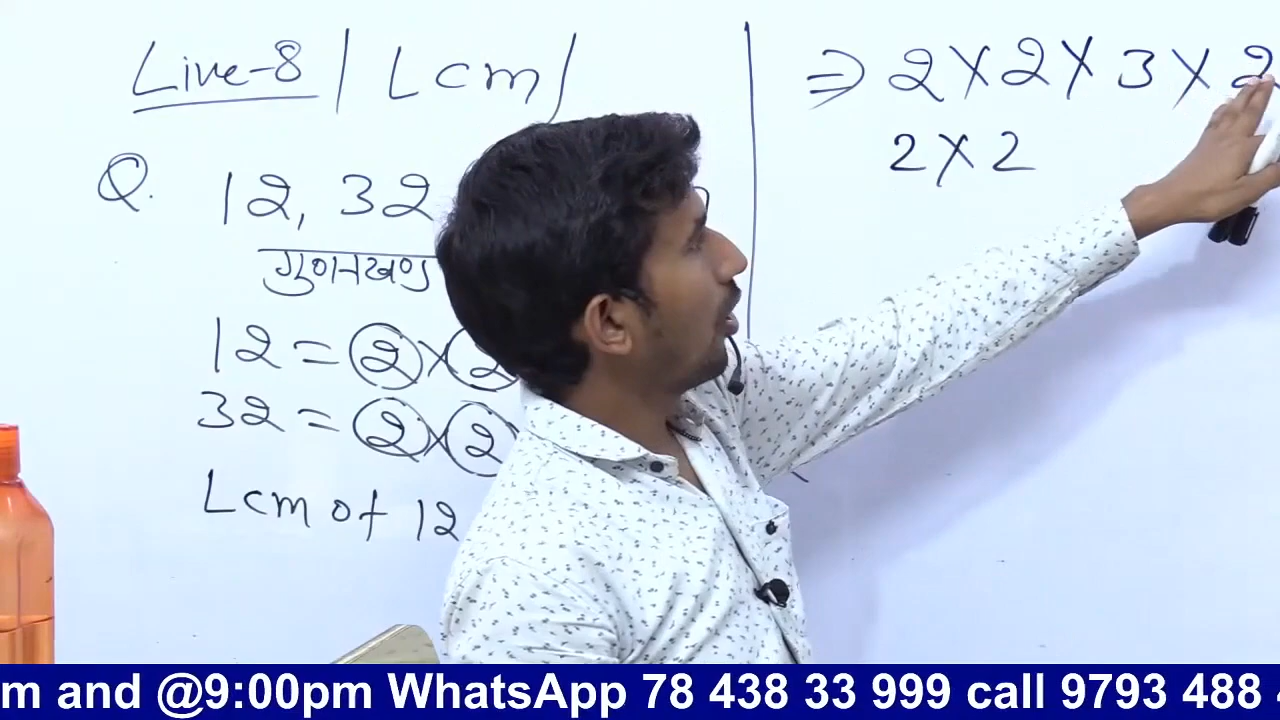 Live-8 / Lcm /
Q. 12, 32
गुणनखण्ड
12 = 2 × 2
32 = 2 × 2
Lcm of 12
⇒ 2 × 2 × 3 × 2
2 × 2
m and @9:00pm WhatsApp 78 438 33 999 call 9793 488